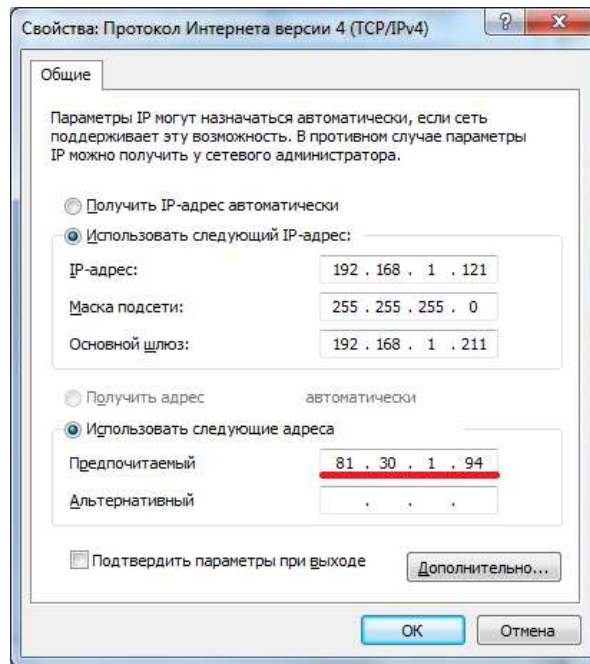 Свойства: Протокол Интернета версии 4 (TCP/IPv4)
Общие
Параметры IP могут назначаться автоматически, если сеть
поддерживает эту возможность. В противном случае параметры
IP можно получить у сетевого администратора.
Получить IP-адрес автоматически
Использовать следующий IP-адрес:
IP-адрес: 192 . 168 . 1 . 121
Маска подсети: 255 . 255 . 255 . 0
Основной шлюз: 192 . 168 . 1 . 211
Получить адрес автоматически
Использовать следующие адреса
Предпочитаемый 81 . 30 . 1 . 94
Альтернативный . . .
Подтвердить параметры при выходе
Дополнительно...
ОК Отмена